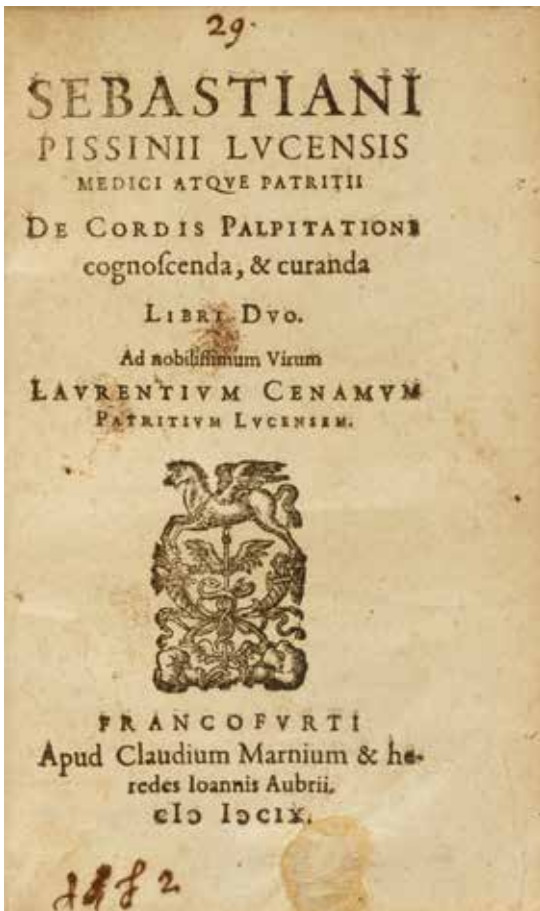 29.
SEBASTIANI
PISSINII LVCENSIS
MEDICI ATQVE PATRITII
DE CORDIS PALPITATIONE
cognoſcenda, & curanda
LIBRI DVO.
Ad nobiliſſimum Virum
LAVRENTIVM CENAMVM
PATRITIVM LVCENSEM.
FRANCOFVRTI
Apud Claudium Marnium & he-
redes Ioannis Aubrii.
cIɔ Iɔcıx.